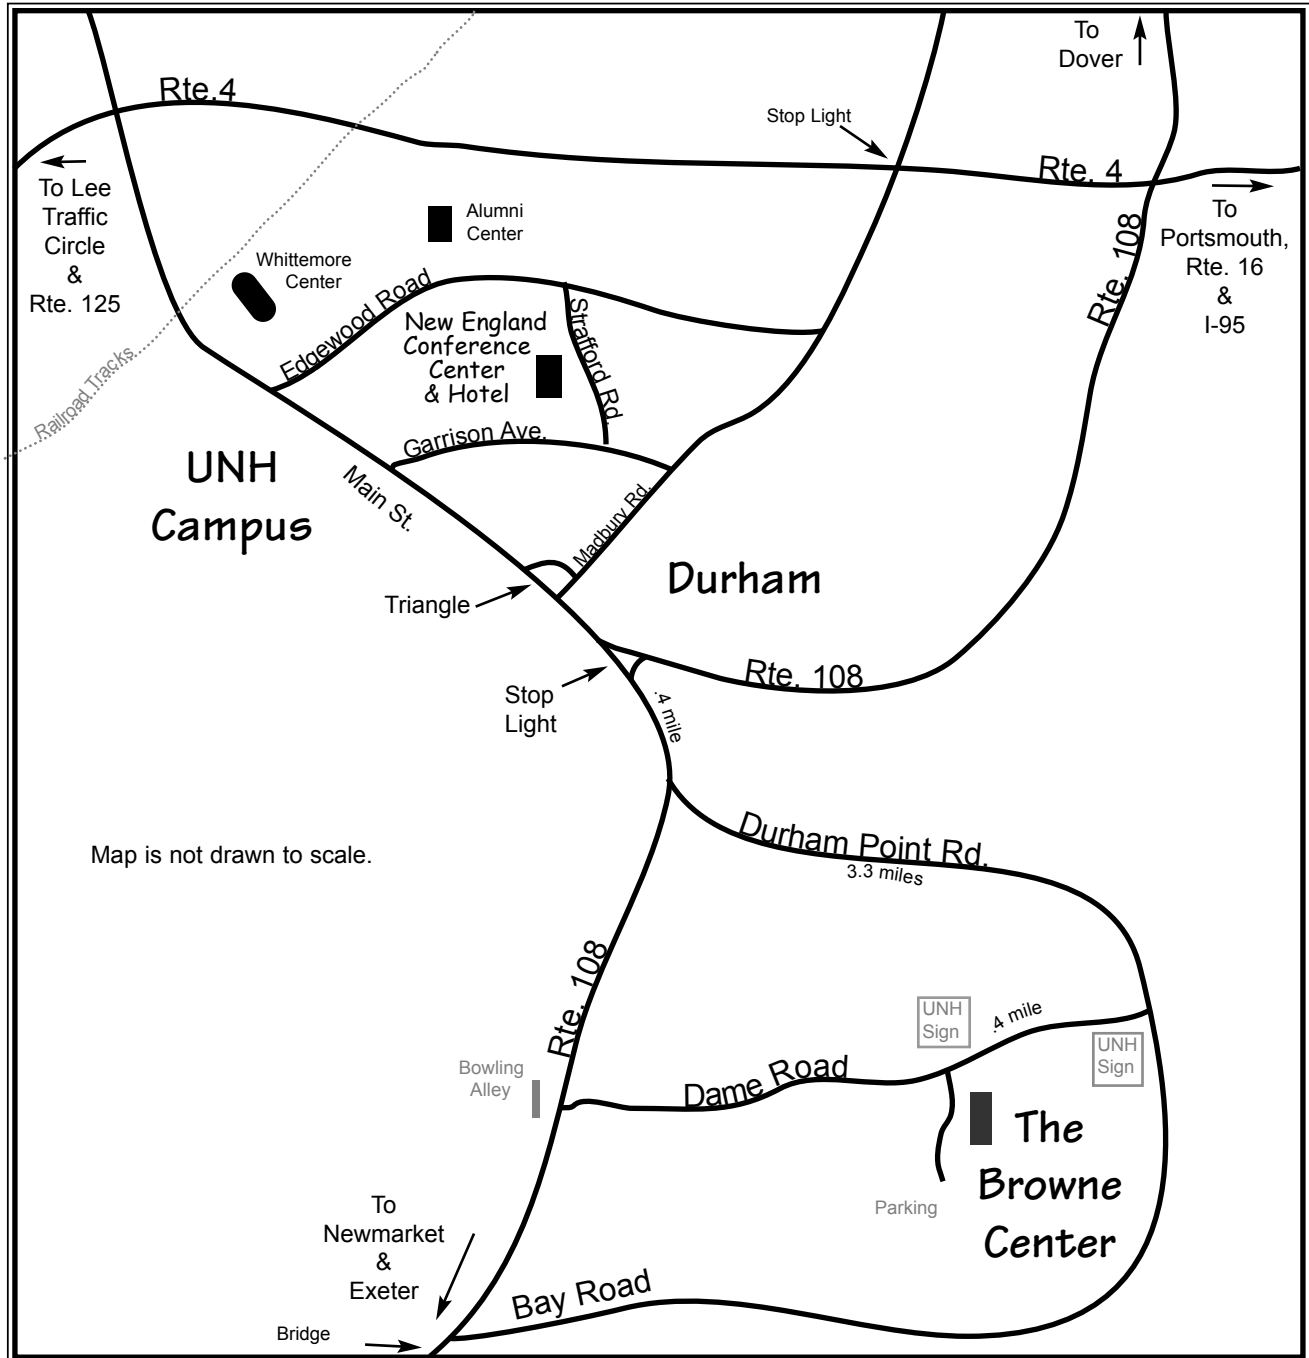 To
Dover
Rte.4
Stop Light
Rte. 4
To Lee
Traffic
Circle
&
Rte. 125
Alumni
Center
Whittemore
Center
To
Portsmouth,
Rte. 16
&
I-95
Rte. 108
Edgewood Road
Strafford Rd.
New England
Conference
Center
& Hotel
Railroad Tracks
Garrison Ave.
UNH
Campus
Main St.
Madbury Rd.
Durham
Triangle
Rte. 108
Stop
Light
.4 mile
Map is not drawn to scale.
Durham Point Rd.
3.3 miles
Rte. 108
UNH
Sign
.4 mile
UNH
Sign
Bowling
Alley
Dame Road
The
Browne
Center
Parking
To
Newmarket
&
Exeter
Bay Road
Bridge